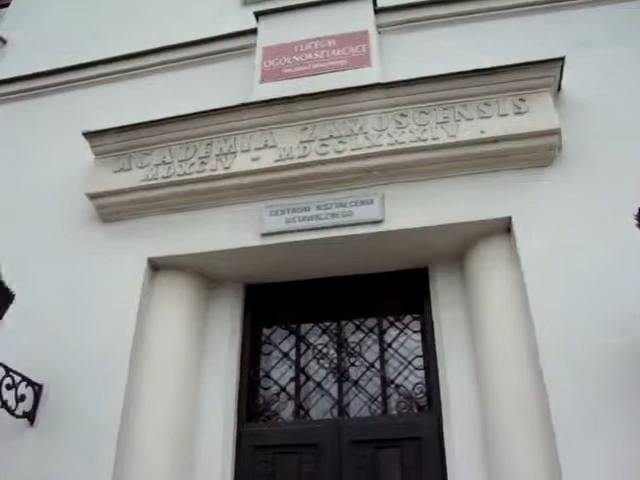 I LICEUM
OGÓLNOKSZTAŁCĄCE
ACADEMIA ZAMOSCENSIS
MDXCIV - MDCCLXXXIV
CENTRUM KSZTAŁCENIA
USTAWICZNEGO